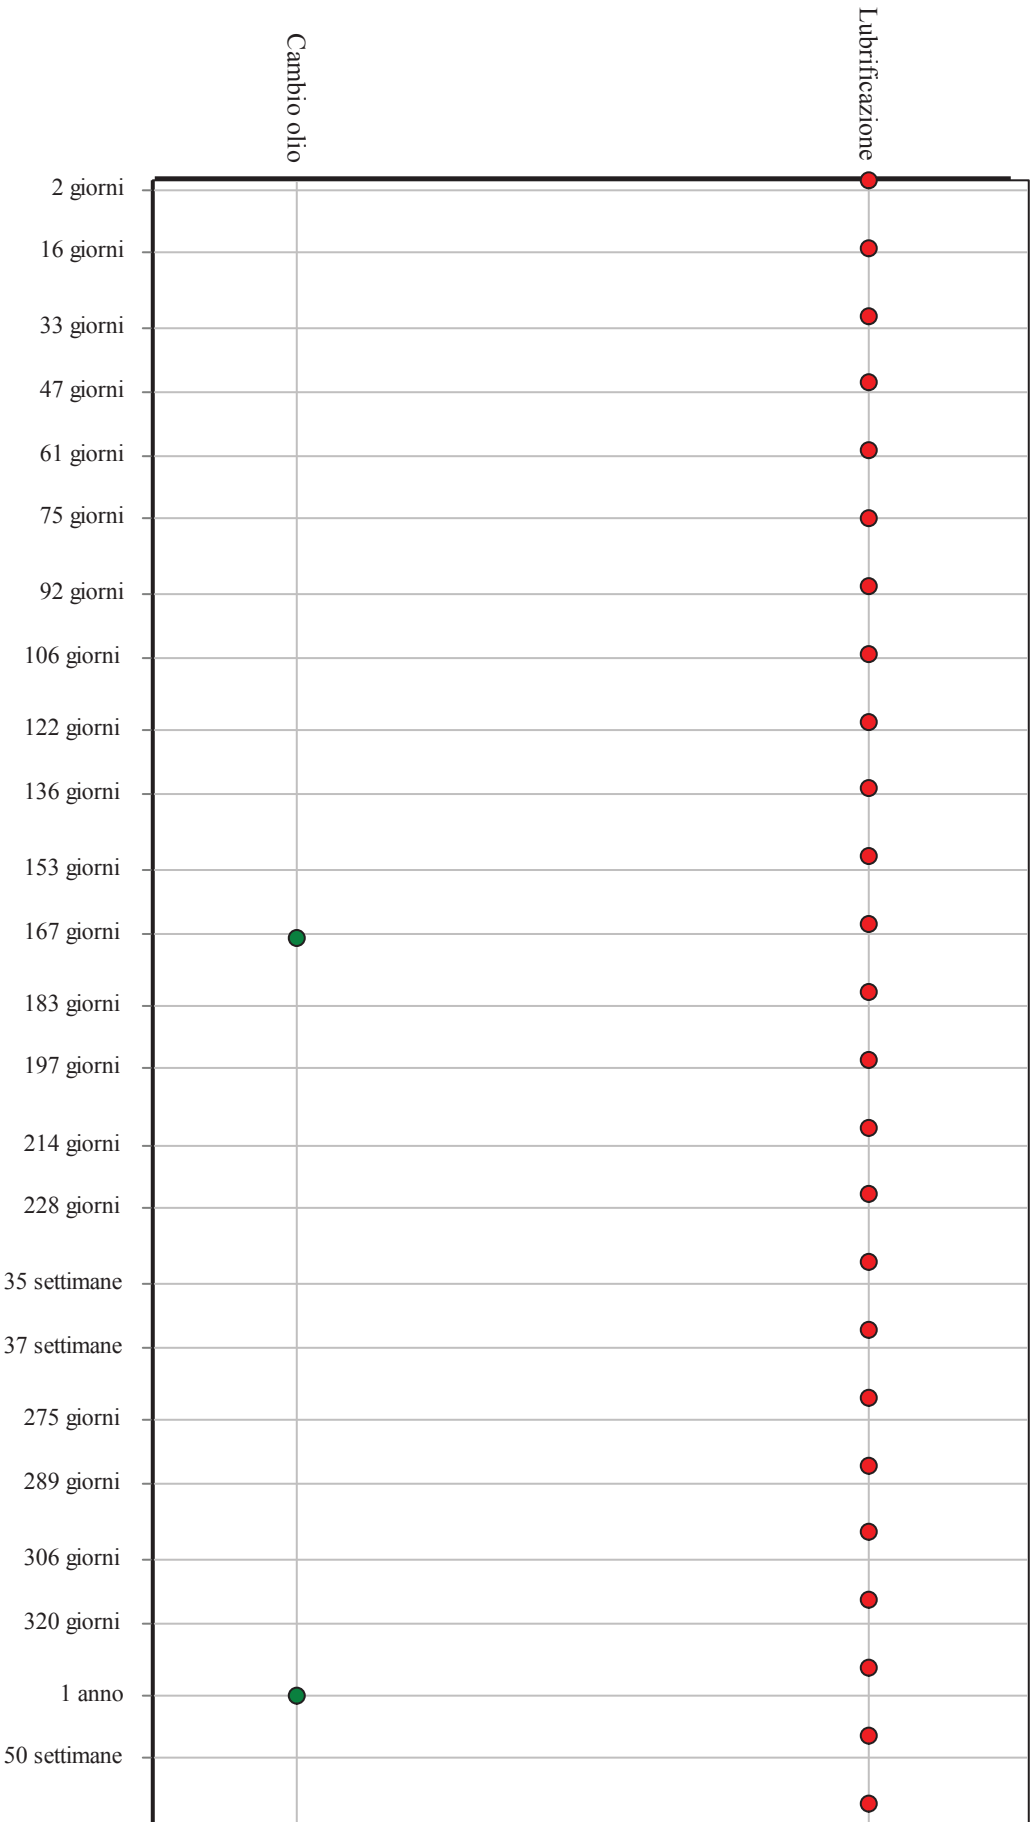 Cambio olio
Lubrificazione
2 giorni
16 giorni
33 giorni
47 giorni
61 giorni
75 giorni
92 giorni
106 giorni
122 giorni
136 giorni
153 giorni
167 giorni
183 giorni
197 giorni
214 giorni
228 giorni
35 settimane
37 settimane
275 giorni
289 giorni
306 giorni
320 giorni
1 anno
50 settimane